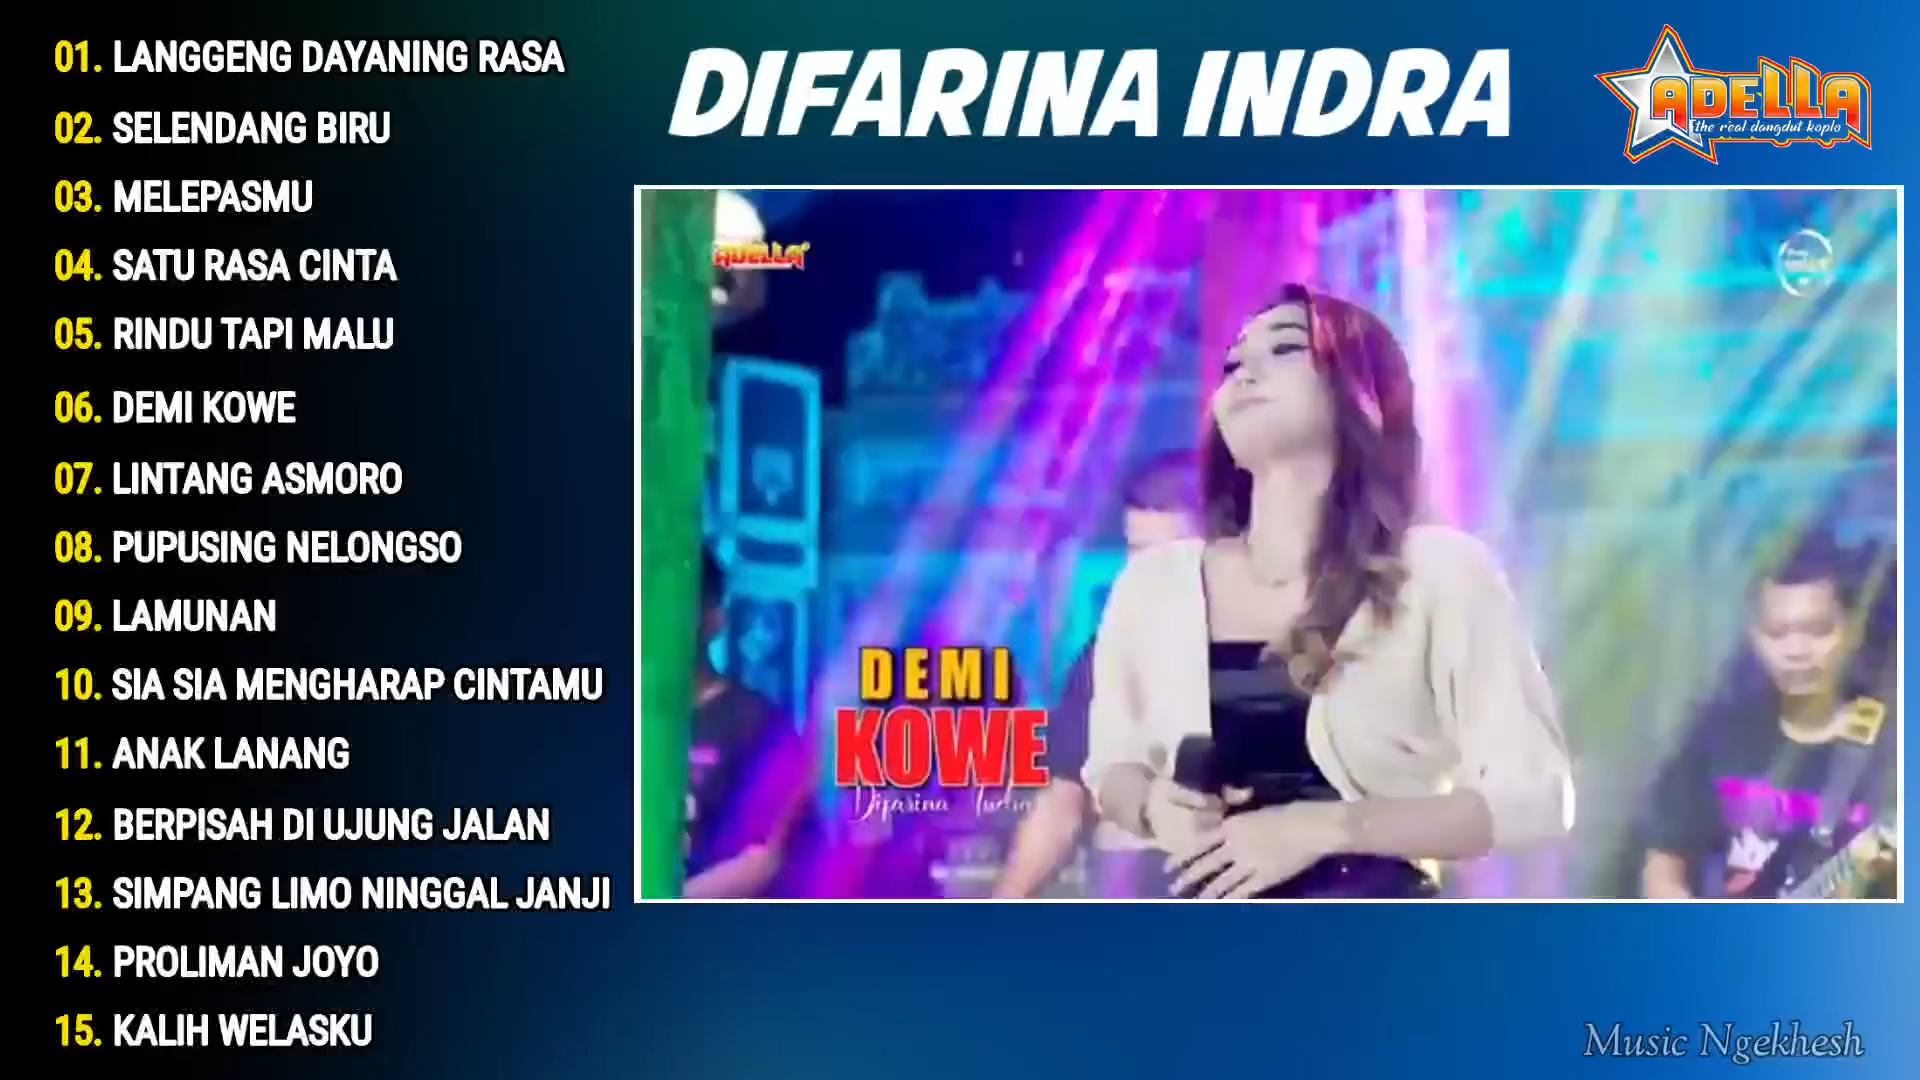 01. LANGGENG DAYANING RASA
02. SELENDANG BIRU
03. MELEPASMU
04. SATU RASA CINTA
05. RINDU TAPI MALU
06. DEMI KOWE
07. LINTANG ASMORO
08. PUPUSING NELONGSO
09. LAMUNAN
10. SIA SIA MENGHARAP CINTAMU
11. ANAK LANANG
12. BERPISAH DI UJUNG JALAN
13. SIMPANG LIMO NINGGAL JANJI
14. PROLIMAN JOYO
15. KALIH WELASKU
DIFARINA INDRA
ADELLA
the real dangdut koplo
ADELLA
DEMI
KOWE
Difarina Indra
Music Ngekhesh